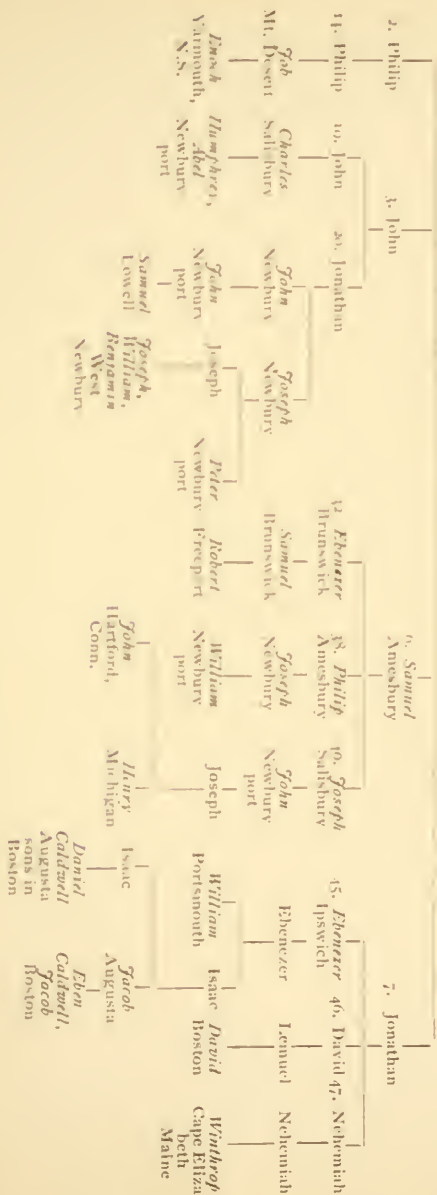 2. Philip
3. John
6. Samuel
Amesbury
7. Jonathan
14. Philip
19. John
20. Jonathan
Ebenezer
Brunswick
38. Philip
Amesbury
Joseph
Salisbury
45. Ebenezer
Ipswich
46. David
47. Nehemiah
Job
Mt. Desert
Charles
Salisbury
John
Newbury
Joseph
Newbury
Samuel
Brunswick
Joseph
Newbury
John
Newbury
port
Ebenezer
Lemuel
Nehemiah
Enoch
Yarmouth,
N.S.
Humphrey,
Abel
Newbury
port
John
Newbury
port
Joseph
Peter
Newbury
port
Robert
Freeport
William
Newbury
port
Joseph
William
Portsmouth
Isaac
David
Boston
Winthrop
Cape Eliza
beth
Maine
Samuel
Lowell
Joseph,
William,
Benjamin
West
Newbury
John
Hartford,
Conn.
Henry
Michigan
Isaac
Jacob
Augusta
Daniel
Caldwell
Augusta
sons in
Boston
Eben
Caldwell,
Jacob
Boston